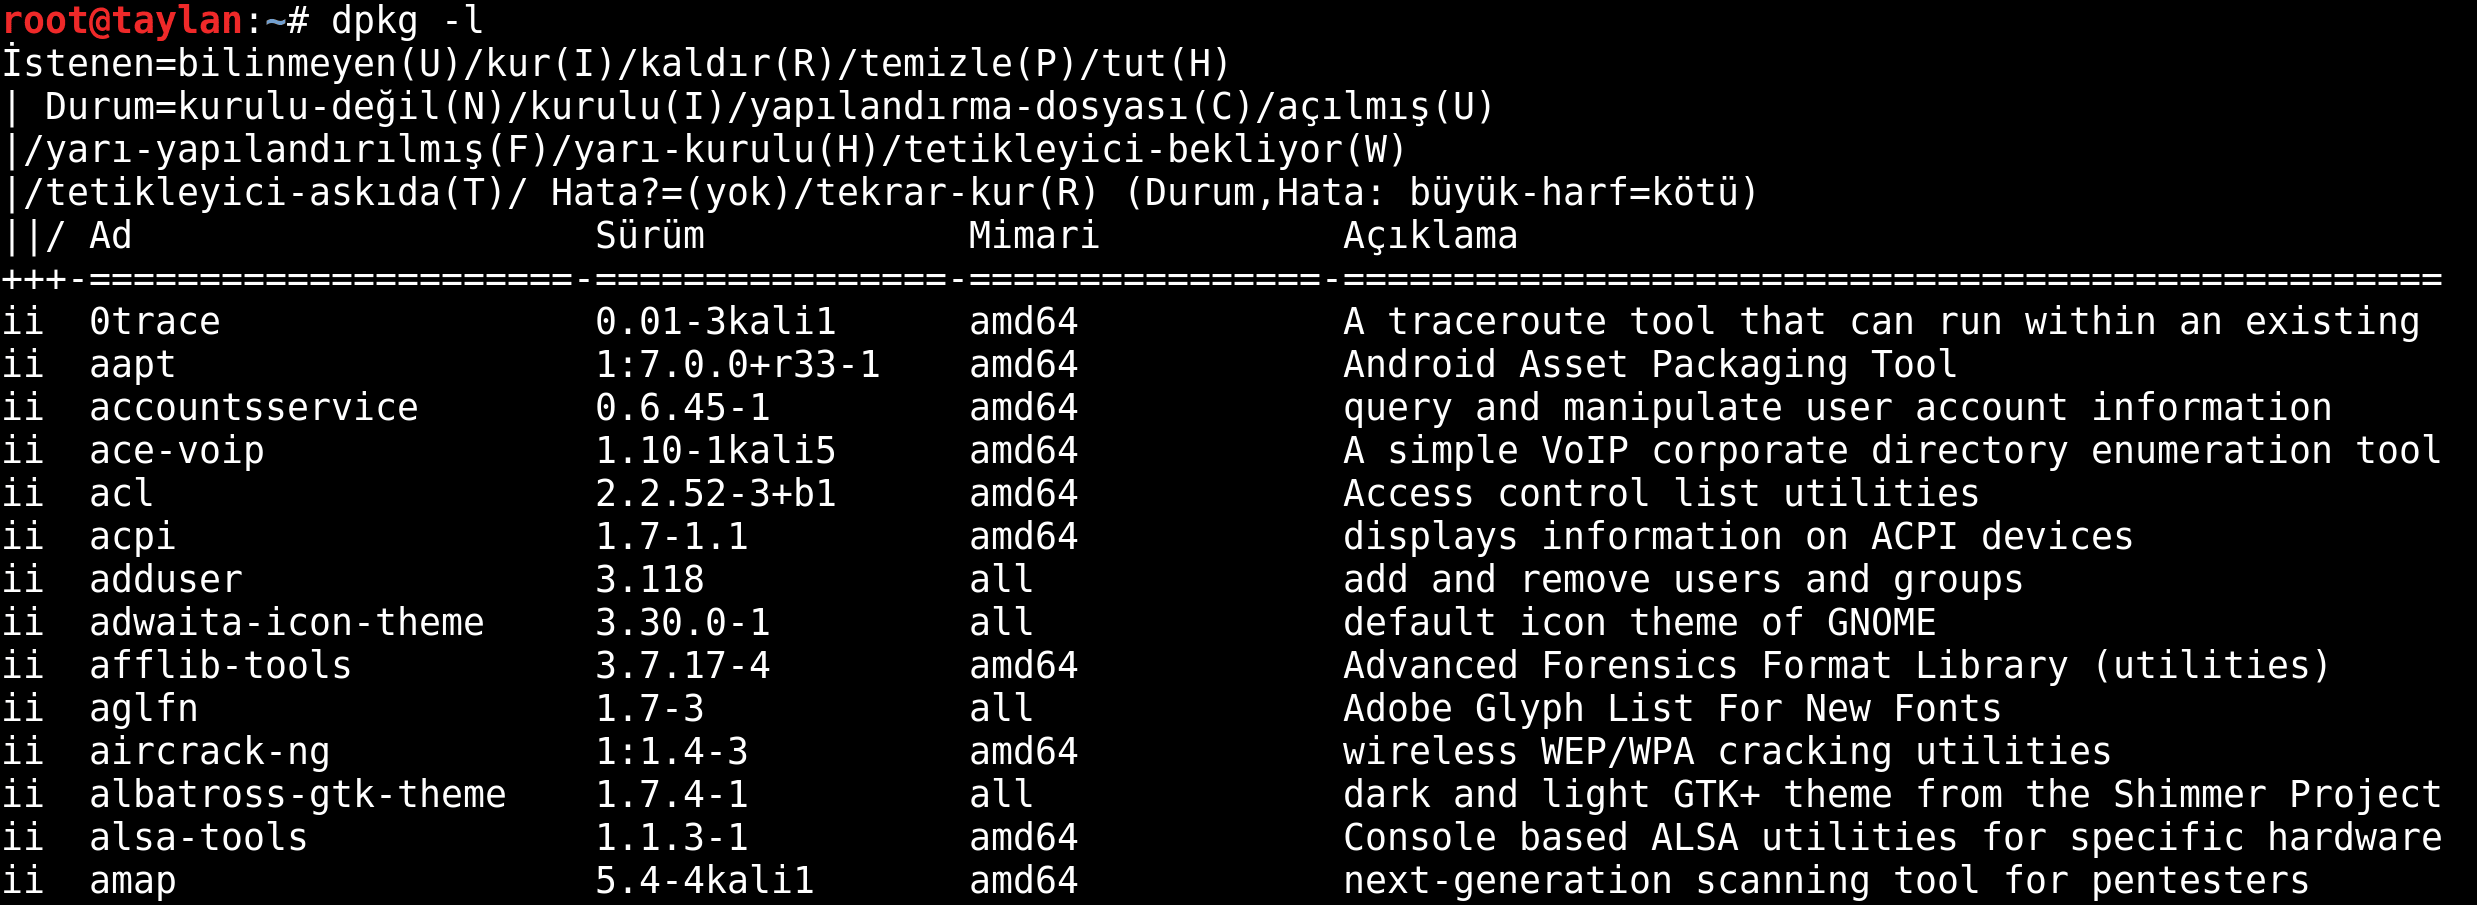 root@taylan:~# dpkg -l
İstenen=bilinmeyen(U)/kur(I)/kaldır(R)/temizle(P)/tut(H)
| Durum=kurulu-değil(N)/kurulu(I)/yapılandırma-dosyası(C)/açılmış(U)
|/yarı-yapılandırılmış(F)/yarı-kurulu(H)/tetikleyici-bekliyor(W)
|/tetikleyici-askıda(T)/ Hata?=(yok)/tekrar-kur(R) (Durum,Hata: büyük-harf=kötü)
||/ Ad                     Sürüm            Mimari           Açıklama
+++-======================-================-================-==================================================
ii  0trace                 0.01-3kali1      amd64            A traceroute tool that can run within an existing
ii  aapt                   1:7.0.0+r33-1    amd64            Android Asset Packaging Tool
ii  accountsservice        0.6.45-1         amd64            query and manipulate user account information
ii  ace-voip               1.10-1kali5      amd64            A simple VoIP corporate directory enumeration tool
ii  acl                    2.2.52-3+b1      amd64            Access control list utilities
ii  acpi                   1.7-1.1          amd64            displays information on ACPI devices
ii  adduser                3.118            all              add and remove users and groups
ii  adwaita-icon-theme     3.30.0-1         all              default icon theme of GNOME
ii  afflib-tools           3.7.17-4         amd64            Advanced Forensics Format Library (utilities)
ii  aglfn                  1.7-3            all              Adobe Glyph List For New Fonts
ii  aircrack-ng            1:1.4-3          amd64            wireless WEP/WPA cracking utilities
ii  albatross-gtk-theme    1.7.4-1          all              dark and light GTK+ theme from the Shimmer Project
ii  alsa-tools             1.1.3-1          amd64            Console based ALSA utilities for specific hardware
ii  amap                   5.4-4kali1       amd64            next-generation scanning tool for pentesters